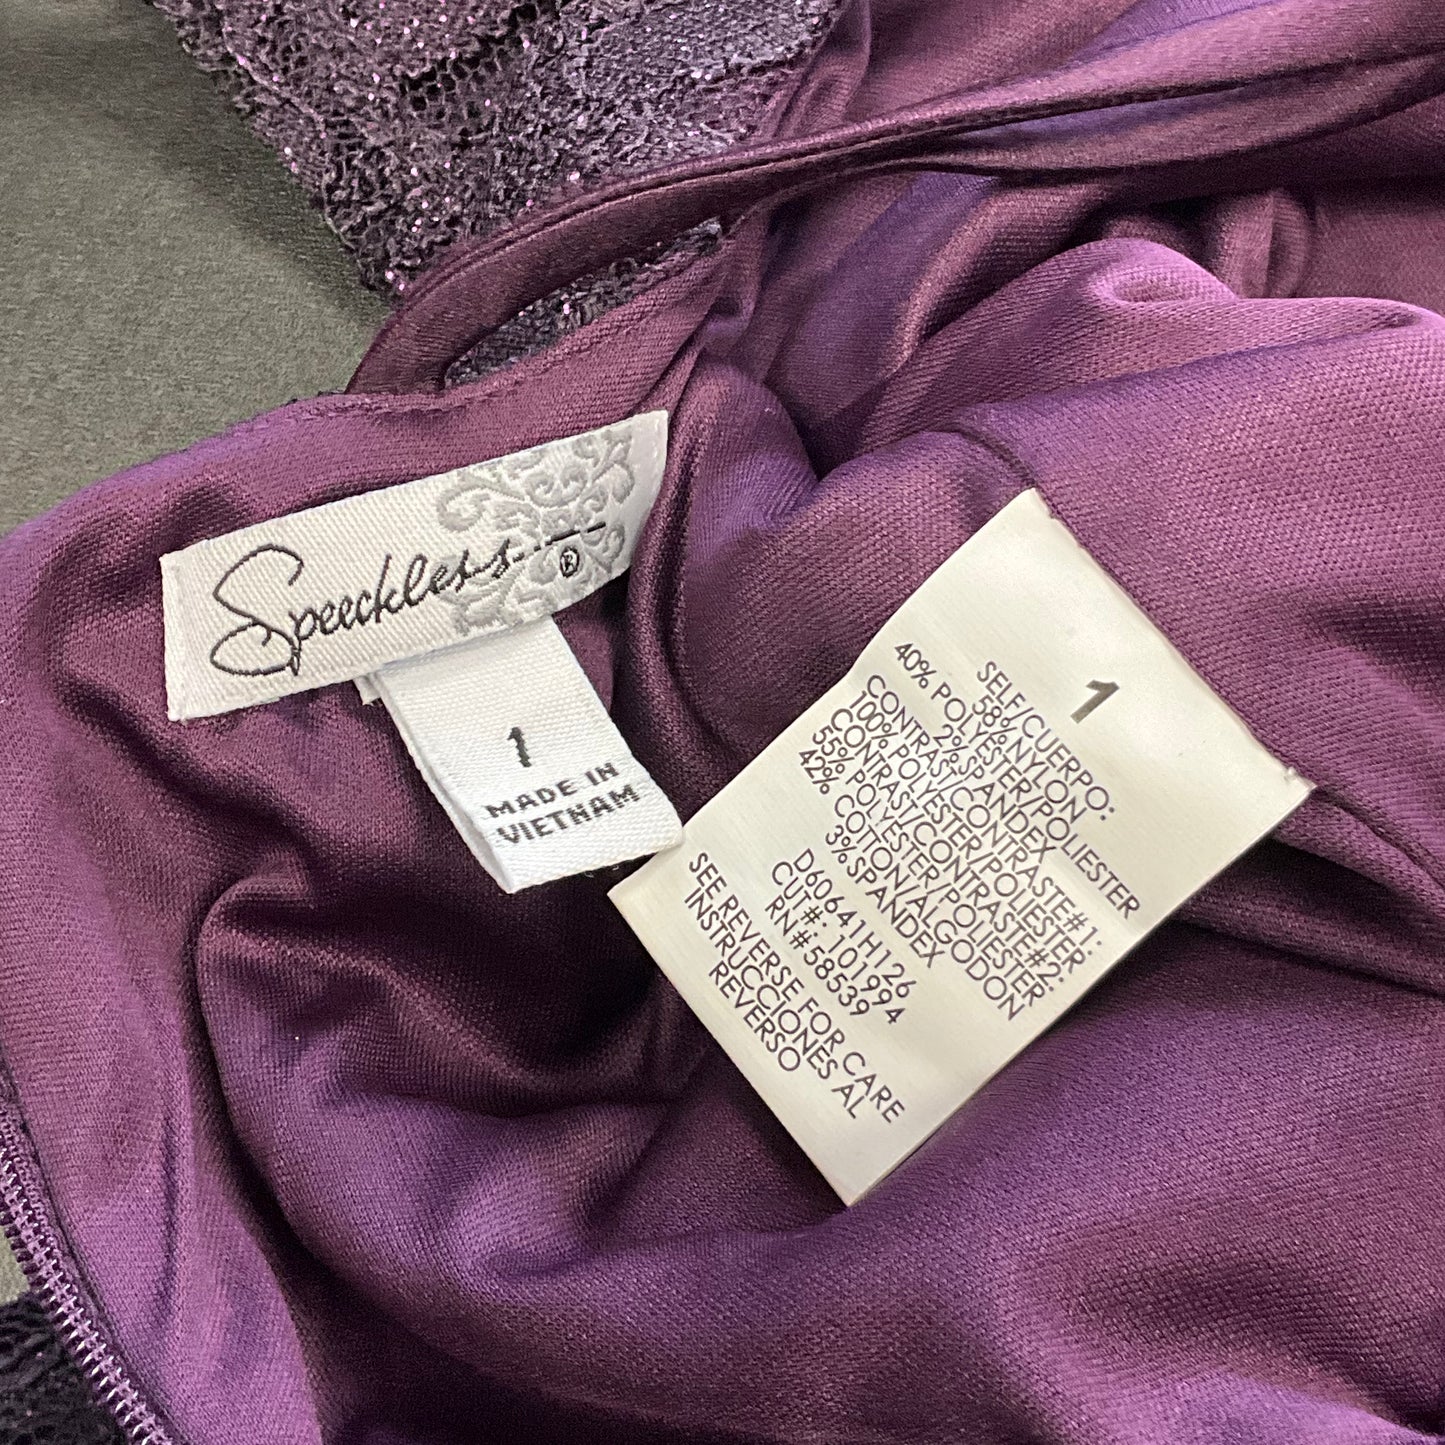 Speechless
®
1
MADE IN
VIETNAM
1
SELF/CUERPO:
58% NYLON
40% POLYESTER/POLIESTER
2% SPANDEX
CONTRAST/CONTRASTE#1:
100% POLYESTER/POLIESTER
CONTRAST/CONTRASTE#2:
55% POLYESTER/POLIESTER
42% COTTON/ALGODON
3% SPANDEX
D60641H126
CUT#: 101994
RN#58539
SEE REVERSE FOR CARE
INSTRUCCIONES AL
REVERSO